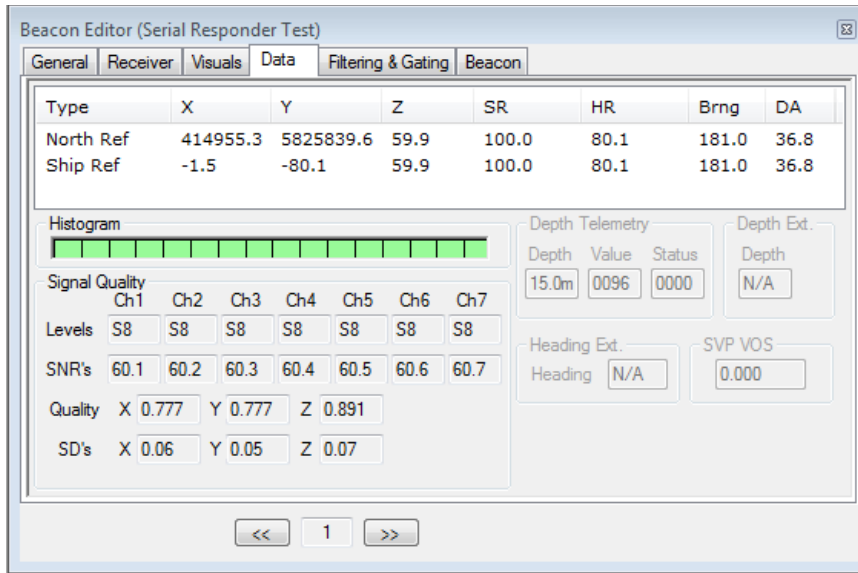 Beacon Editor (Serial Responder Test)
General Receiver Visuals Data Filtering & Gating Beacon
Type X Y Z SR HR Brng DA
North Ref 414955.3 5825839.6 59.9 100.0 80.1 181.0 36.8
Ship Ref -1.5 -80.1 59.9 100.0 80.1 181.0 36.8
Histogram
Signal Quality
Ch1 Ch2 Ch3 Ch4 Ch5 Ch6 Ch7
Levels S8 S8 S8 S8 S8 S8 S8
SNR's 60.1 60.2 60.3 60.4 60.5 60.6 60.7
Quality X 0.777 Y 0.777 Z 0.891
SD's X 0.06 Y 0.05 Z 0.07
Depth Telemetry
Depth Value Status
15.0m 0096 0000
Depth Ext.
Depth
N/A
Heading Ext.
Heading N/A
SVP VOS
0.000
<< 1 >>